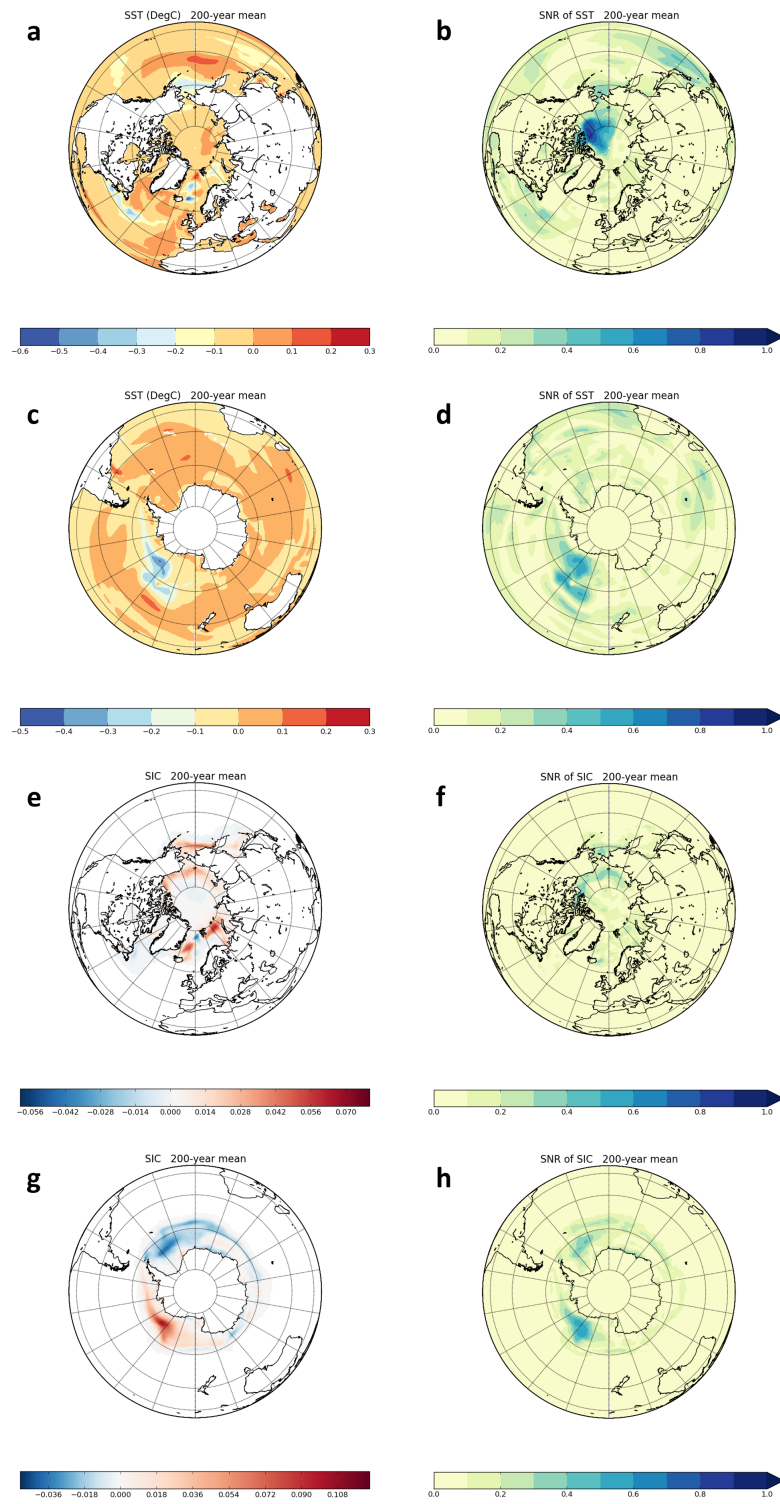 a
SST (DegC) 200-year mean
b
SNR of SST 200-year mean
−0.6 −0.5 −0.4 −0.3 −0.2 −0.1 0.0 0.1 0.2 0.3
0.0 0.2 0.4 0.6 0.8 1.0
c
SST (DegC) 200-year mean
d
SNR of SST 200-year mean
−0.5 −0.4 −0.3 −0.2 −0.1 0.0 0.1 0.2 0.3
0.0 0.2 0.4 0.6 0.8 1.0
e
SIC 200-year mean
f
SNR of SIC 200-year mean
−0.056 −0.042 −0.028 −0.014 0.000 0.014 0.028 0.042 0.056 0.070
0.0 0.2 0.4 0.6 0.8 1.0
g
SIC 200-year mean
h
SNR of SIC 200-year mean
−0.036 −0.018 0.000 0.018 0.036 0.054 0.072 0.090 0.108
0.0 0.2 0.4 0.6 0.8 1.0